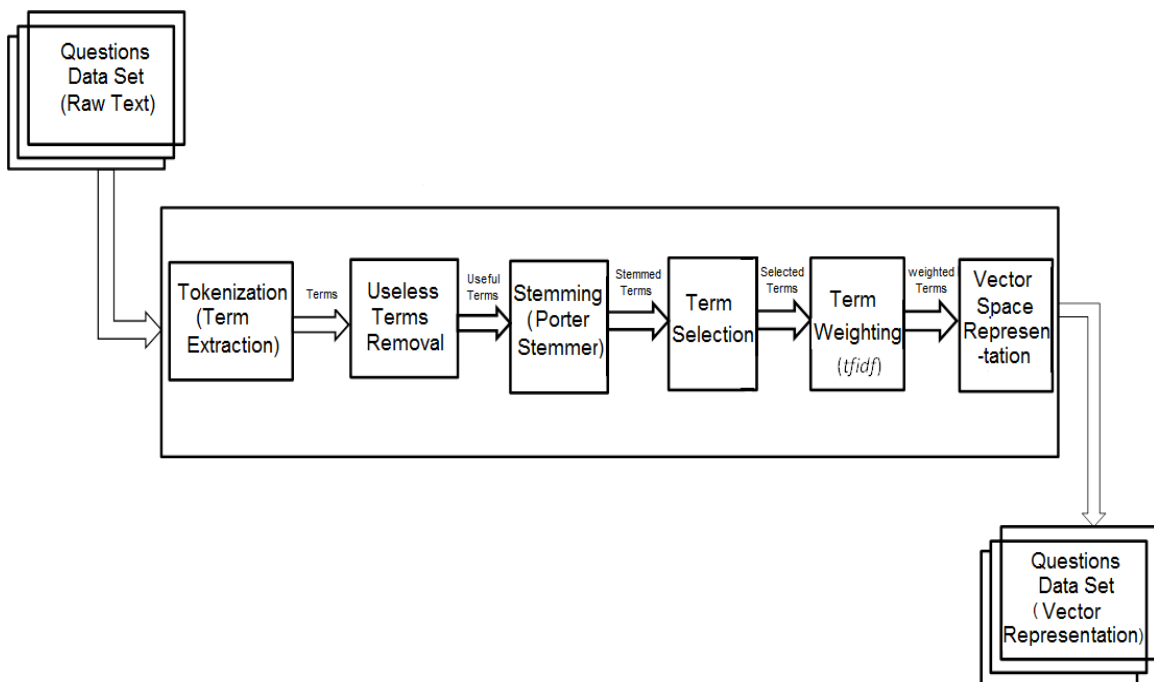 Questions
Data Set
(Raw Text)
Tokenization
(Term
Extraction)
Terms
Useless
Terms
Removal
Useful
Terms
Stemming
(Porter
Stemmer)
Stemmed
Terms
Term
Selection
Selected
Terms
Term
Weighting
(tfidf)
weighted
Terms
Vector
Space
Represen
-tation
Questions
Data Set
(Vector
Representation)